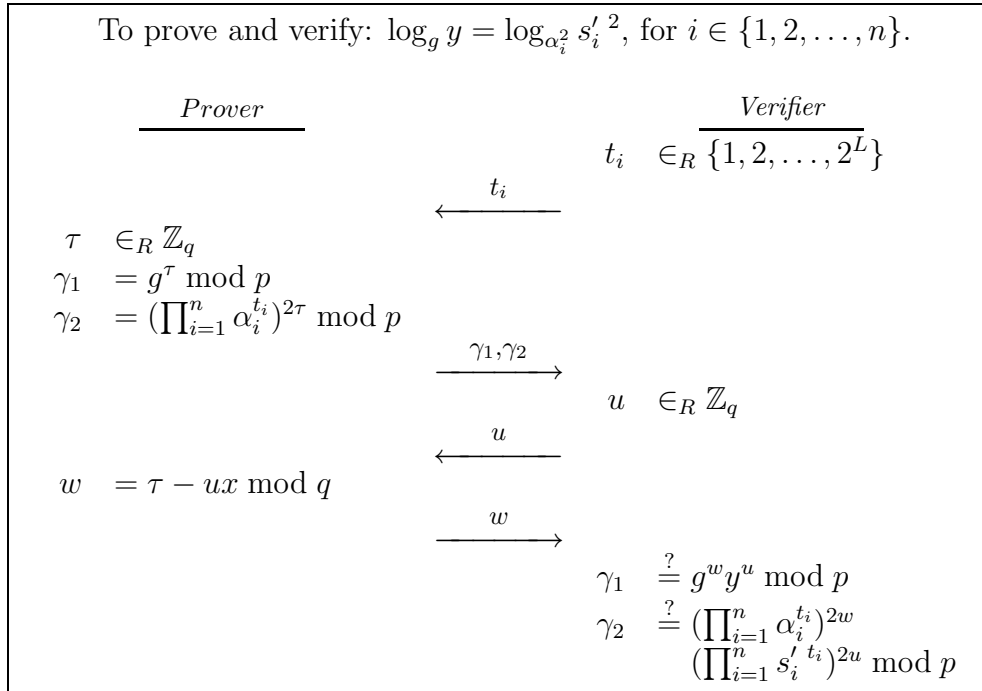 To prove and verify: log_g y = log_{α_i^2} s'_i ^2, for i ∈ {1, 2, . . . , n}.
Prover Verifier
t_i ∈_R {1, 2, . . . , 2^L}
t_i
τ ∈_R ℤ_q
γ_1 = g^τ mod p
γ_2 = (∏_{i=1}^n α_i^{t_i})^{2τ} mod p
γ_1,γ_2
u ∈_R ℤ_q
u
w = τ − ux mod q
w
γ_1 ?= g^w y^u mod p
γ_2 ?= (∏_{i=1}^n α_i^{t_i})^{2w}
(∏_{i=1}^n s'_i ^{t_i})^{2u} mod p